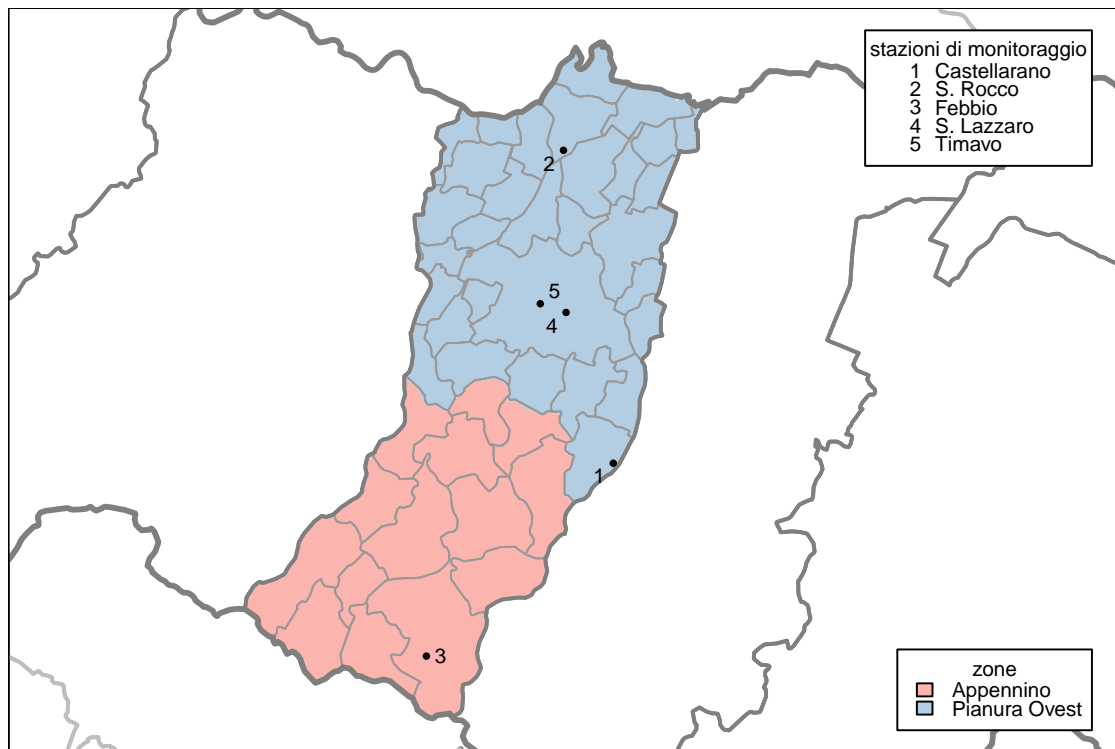 stazioni di monitoraggio
1 Castellarano
2 S. Rocco
3 Febbio
4 S. Lazzaro
5 Timavo
2
5
4
1
3
zone
Appennino
Pianura Ovest